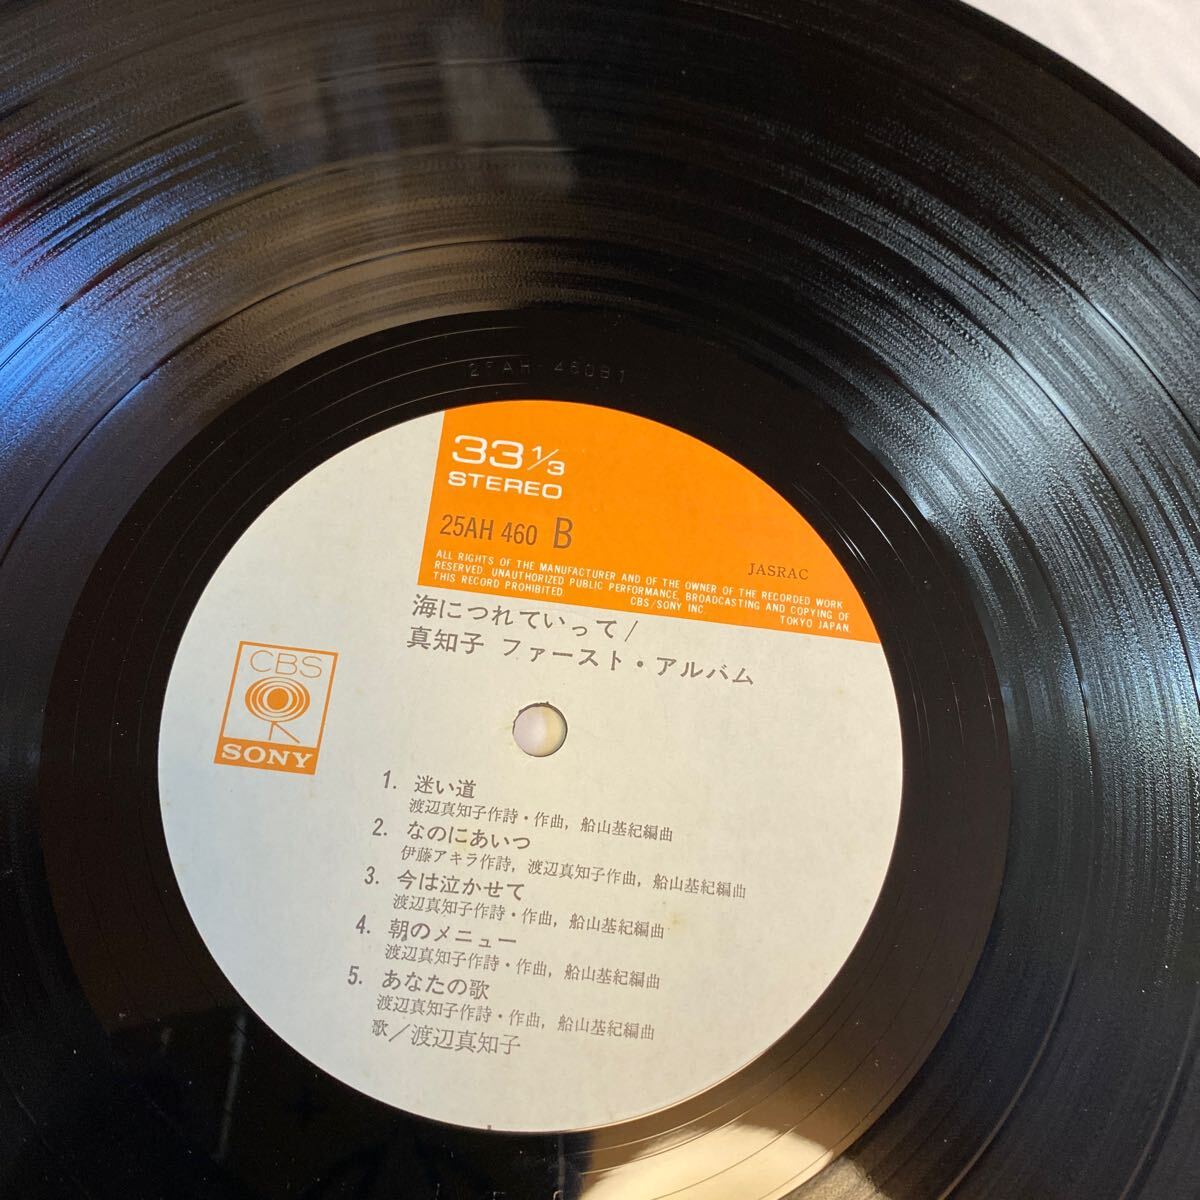 25AH-460B1
33 1/3
STEREO
25AH 460 B
JASRAC
ALL RIGHTS OF THE MANUFACTURER AND OF THE OWNER OF THE RECORDED WORK
RESERVED. UNAUTHORIZED PUBLIC PERFORMANCE, BROADCASTING AND COPYING OF
THIS RECORD PROHIBITED. CBS/SONY INC. TOKYO JAPAN.
海につれていって/
真知子 ファースト・アルバム
CBS
SONY
1. 迷い道
渡辺真知子作詩・作曲, 船山基紀編曲
2. なのにあいつ
伊藤アキラ作詩, 渡辺真知子作曲, 船山基紀編曲
3. 今は泣かせて
渡辺真知子作詩・作曲, 船山基紀編曲
4. 朝のメニュー
渡辺真知子作詩・作曲, 船山基紀編曲
5. あなたの歌
渡辺真知子作詩・作曲, 船山基紀編曲
歌/渡辺真知子